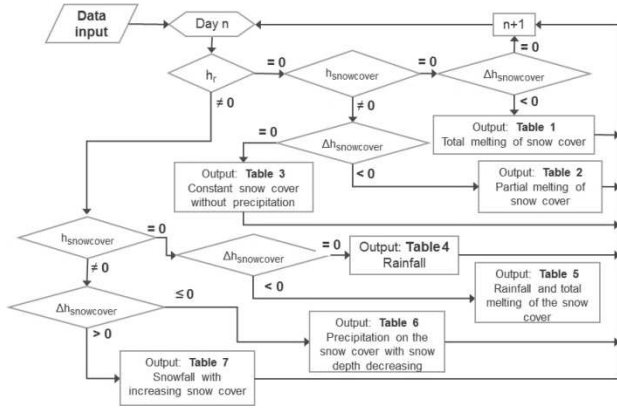 Data
input
Day n
n+1
= 0
hr
= 0
hsnowcover
= 0
Δhsnowcover
≠ 0
≠ 0
< 0
= 0
Δhsnowcover
Output: Table 1
Total melting of snow cover
< 0
Output: Table 3
Constant snow cover
without precipitation
Output: Table 2
Partial melting of
snow cover
hsnowcover
= 0
Δhsnowcover
= 0
Output: Table 4
Rainfall
≠ 0
< 0
Output: Table 5
Rainfall and total
melting of the snow
cover
Δhsnowcover
≤ 0
> 0
Output: Table 6
Precipitation on the
snow cover with snow
depth decreasing
Output: Table 7
Snowfall with
increasing snow cover